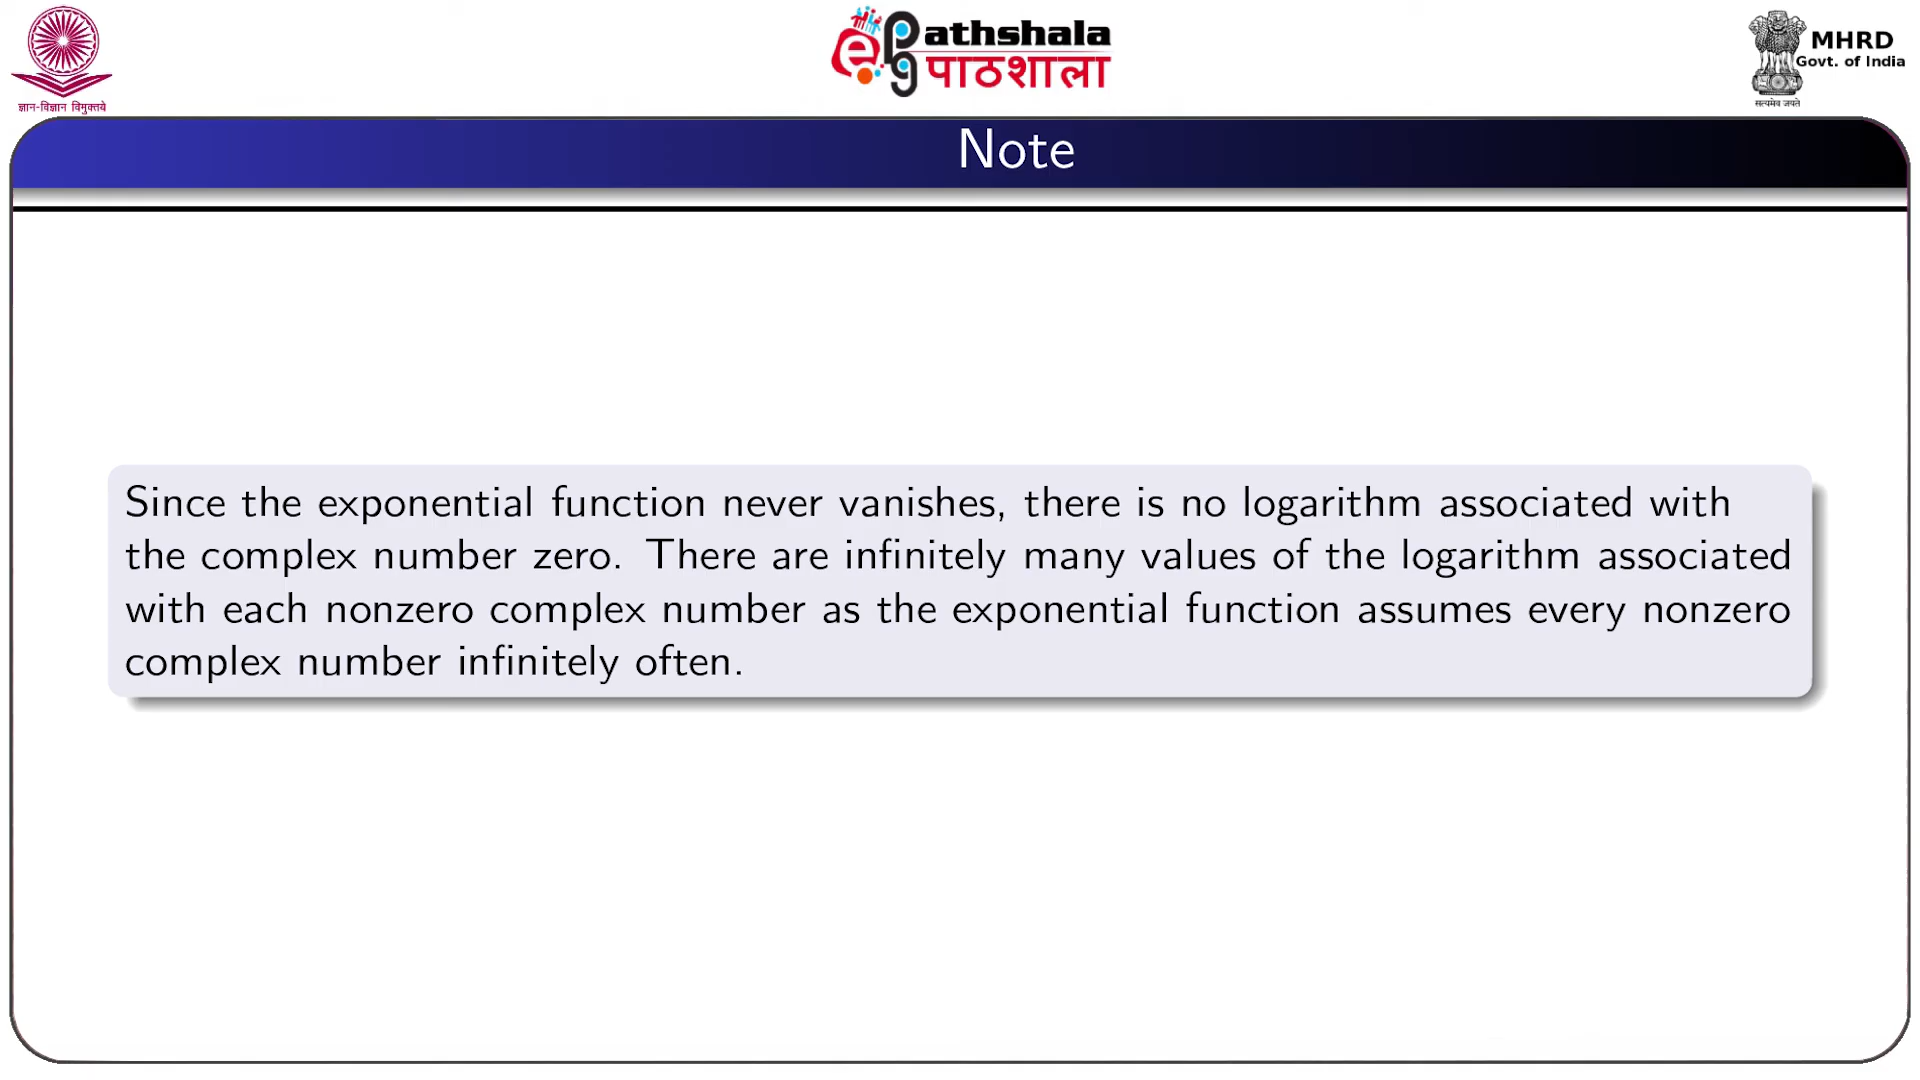 ज्ञान-विज्ञान विमुक्तये
ePG Pathshala
पाठशाला
MHRD
Govt. of India
सत्यमेव जयते
Note
Since the exponential function never vanishes, there is no logarithm associated with
the complex number zero. There are infinitely many values of the logarithm associated
with each nonzero complex number as the exponential function assumes every nonzero
complex number infinitely often.